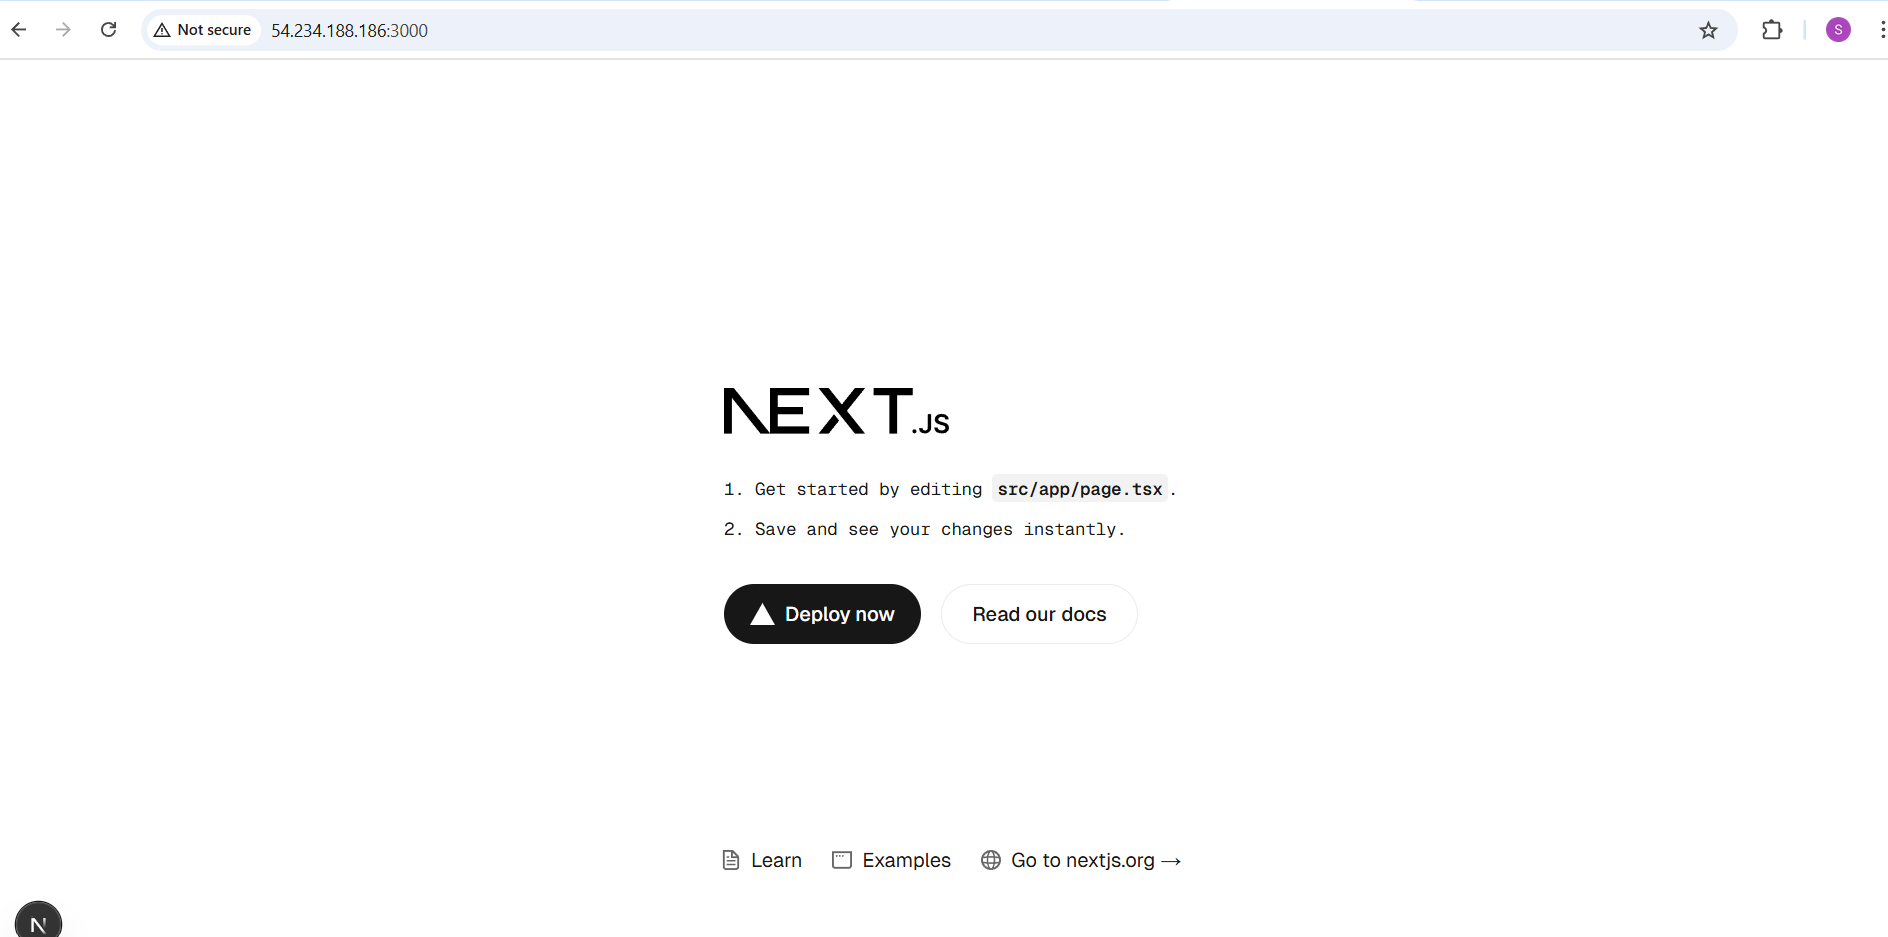 Not secure 54.234.188.186:3000 S
NEXT.JS
1. Get started by editing src/app/page.tsx.
2. Save and see your changes instantly.
Deploy now Read our docs
Learn Examples Go to nextjs.org →
N